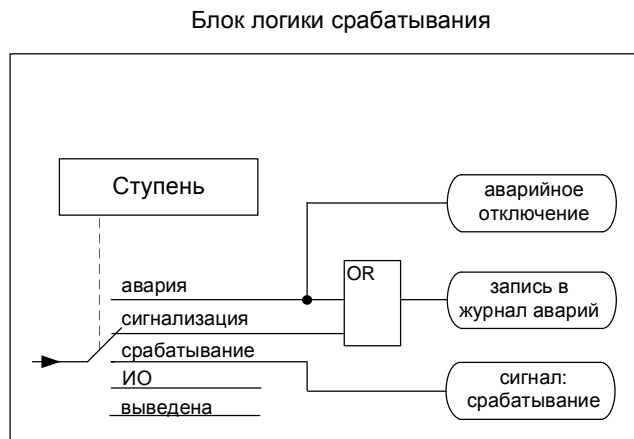 Блок логики срабатывания
Ступень
аварийное
отключение
авария
OR
запись в
журнал аварий
сигнализация
срабатывание
ИО
выведена
сигнал:
срабатывание